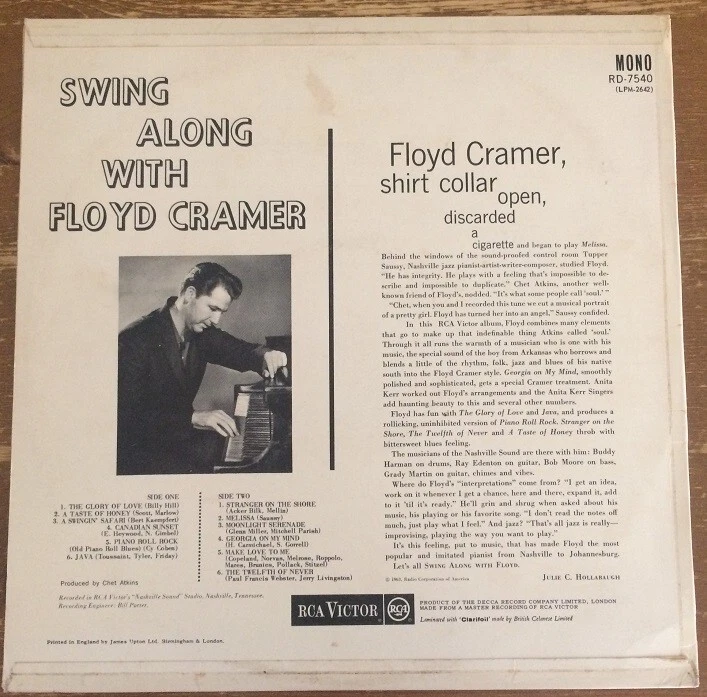 MONO
RD-7540
(LPM-2642)
SWING
ALONG
WITH
FLOYD CRAMER
Floyd Cramer,
shirt collar
open,
discarded
a
cigarette and began to play Melissa.
Behind the windows of the sound-proofed control room Tupper
Saussy, Nashville jazz pianist-artist-writer-composer, studied Floyd.
"He has integrity. He plays with a feeling that's impossible to de-
scribe and impossible to duplicate." Chet Atkins, another well-
known friend of Floyd's, nodded. "It's what some people call 'soul.'"
"Chet, when you and I recorded this tune we cut a musical portrait
of a pretty girl. Floyd has turned her into an angel," Saussy confided.
In this RCA Victor album, Floyd combines many elements
that go to make up that indefinable thing Atkins called 'soul.'
Through it all runs the warmth of a musician who is one with his
music, the special sound of the boy from Arkansas who borrows and
blends a little of the rhythm, folk, jazz and blues of his native
south into the Floyd Cramer style. Georgia on My Mind, smoothly
polished and sophisticated, gets a special Cramer treatment. Anita
Kerr worked out Floyd's arrangements and the Anita Kerr Singers
add haunting beauty to this and several other numbers.
Floyd has fun with The Glory of Love and Java, and produces a
rollicking, uninhibited version of Piano Roll Rock. Stranger on the
Shore, The Twelfth of Never and A Taste of Honey throb with
bittersweet blues feeling.
The musicians of the Nashville Sound are there with him: Buddy
Harman on drums, Ray Edenton on guitar, Bob Moore on bass,
Grady Martin on guitar, chimes and vibes.
Where do Floyd's "interpretations" come from? "I get an idea,
work on it whenever I get a chance, here and there, expand it, add
to it 'til it's ready." He'll grin and shrug when asked about his
music, his playing or his favorite song. "I don't read the notes off
much, just play what I feel." And jazz? "That's all jazz is really—
improvising, playing the way you want to play."
It's this feeling, put to music, that has made Floyd the most
popular and imitated pianist from Nashville to Johannesburg.
Let's all SWING ALONG WITH FLOYD.
JULIE C. HOLLABAUGH
© 1963, Radio Corporation of America
SIDE ONE
1. THE GLORY OF LOVE (Billy Hill)
2. A TASTE OF HONEY (Scott, Marlow)
3. A SWINGIN' SAFARI (Bert Kaempfert)
4. CANADIAN SUNSET
(E. Heywood, N. Gimbel)
5. PIANO ROLL ROCK
(Old Piano Roll Blues) (Cy Coben)
6. JAVA (Toussaint, Tyler, Friday)
SIDE TWO
1. STRANGER ON THE SHORE
(Acker Bilk, Mellin)
2. MELISSA (Saussy)
3. MOONLIGHT SERENADE
(Glenn Miller, Mitchell Parish)
4. GEORGIA ON MY MIND
(H. Carmichael, S. Gorrell)
5. MAKE LOVE TO ME
(Copeland, Norvas, Melrose, Roppolo,
Mares, Brunies, Pollack, Stitzel)
6. THE TWELFTH OF NEVER
(Paul Francis Webster, Jerry Livingston)
Produced by Chet Atkins
Recorded in RCA Victor's "Nashville Sound" Studio, Nashville, Tennessee.
Recording Engineer: Bill Porter.
RCA VICTOR
RCA
PRODUCT OF THE DECCA RECORD COMPANY LIMITED, LONDON
MADE FROM A MASTER RECORDING OF RCA VICTOR
Laminated with 'Clarifoil' made by British Celanese Limited
Printed in England by James Upton Ltd. Birmingham & London.